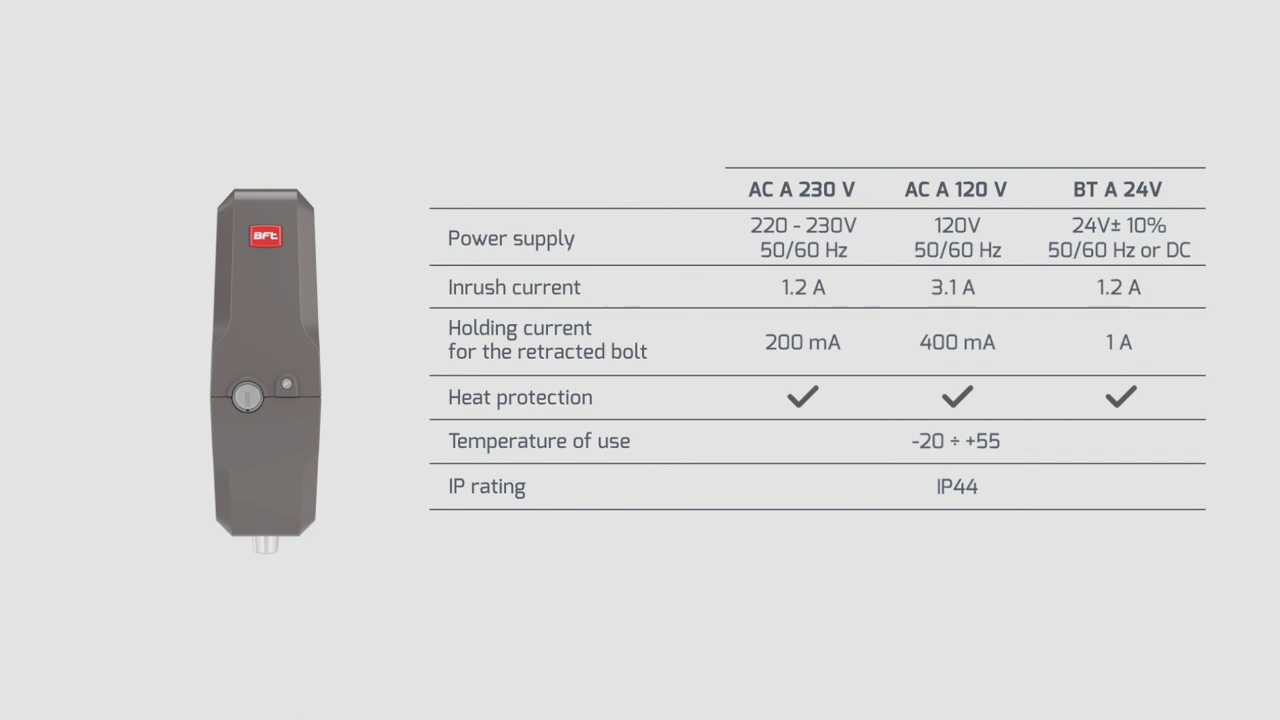 BFt
AC A 230 V AC A 120 V BT A 24V
Power supply 220 - 230V 120V 24V± 10%
50/60 Hz 50/60 Hz 50/60 Hz or DC
Inrush current 1.2 A 3.1 A 1.2 A
Holding current
for the retracted bolt 200 mA 400 mA 1 A
Heat protection ✓ ✓ ✓
Temperature of use -20 ÷ +55
IP rating IP44